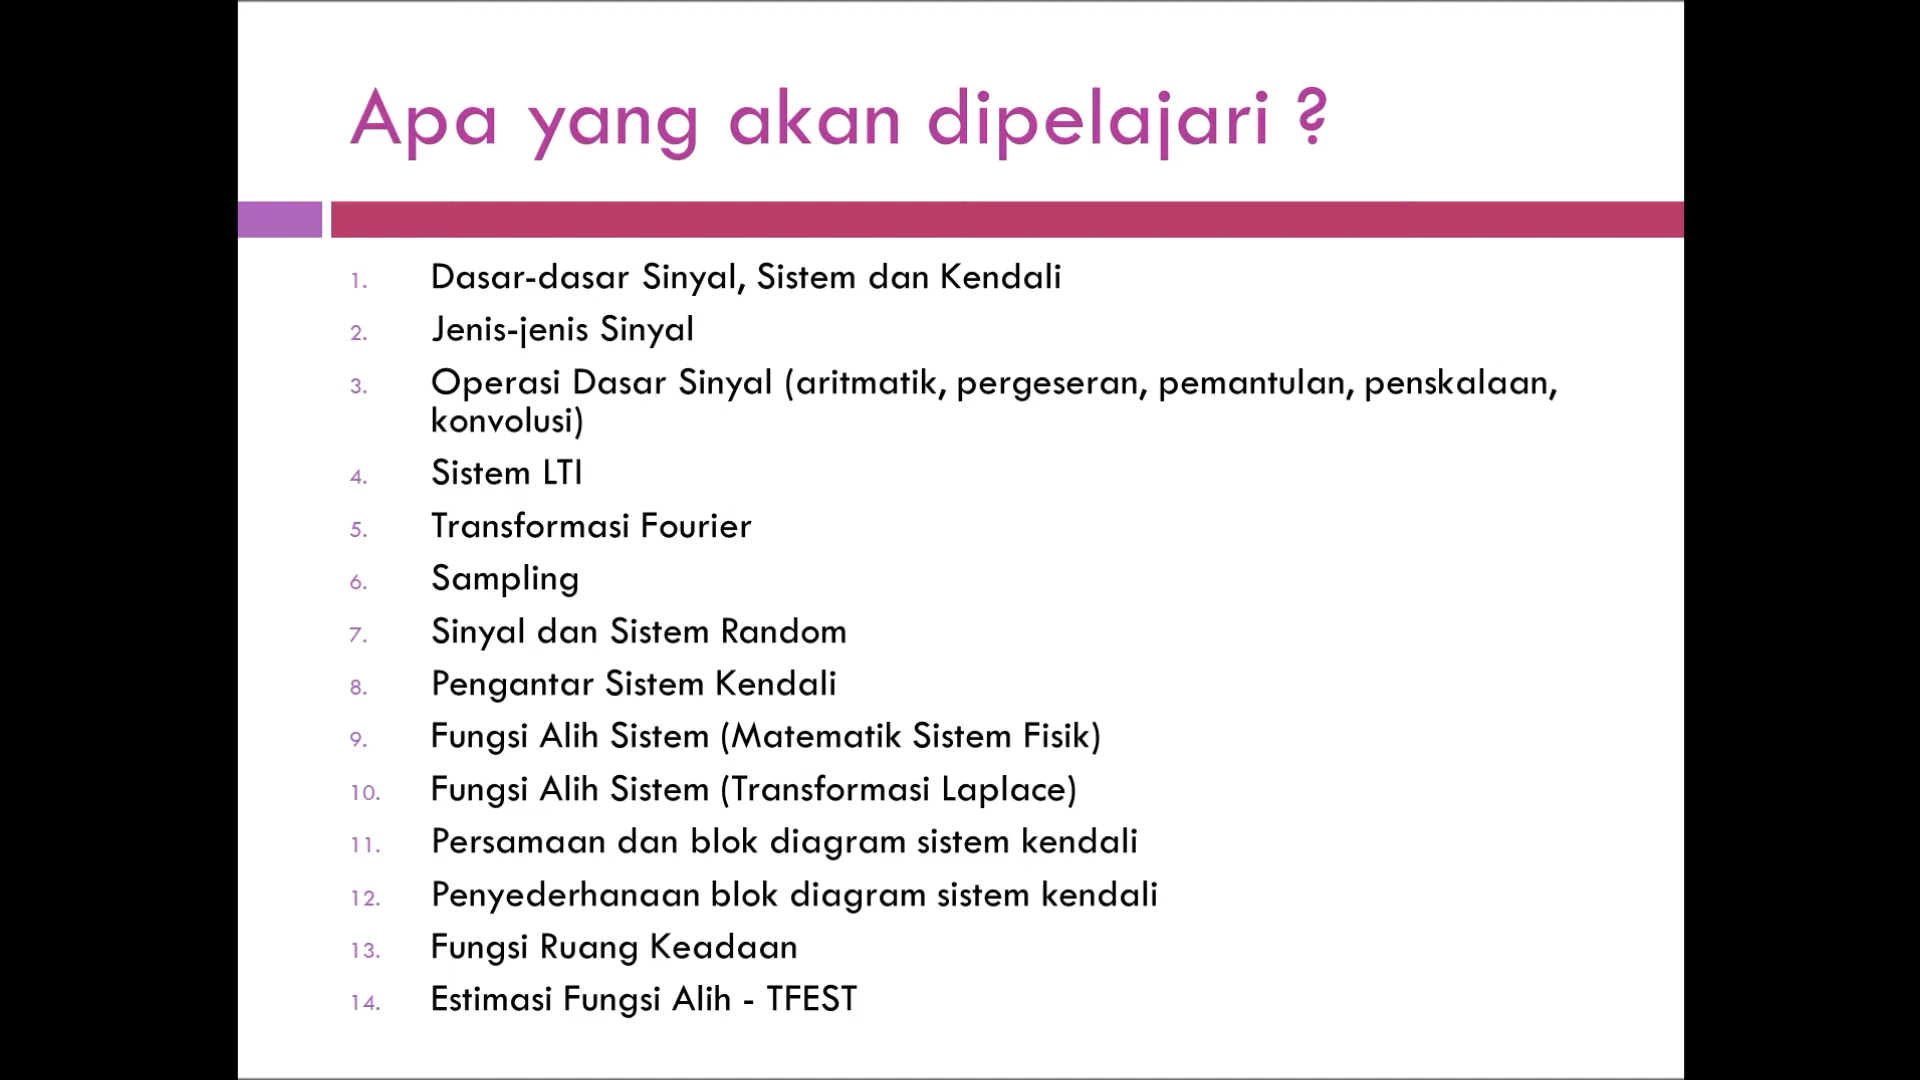 Apa yang akan dipelajari ?
1. Dasar-dasar Sinyal, Sistem dan Kendali
2. Jenis-jenis Sinyal
3. Operasi Dasar Sinyal (aritmatik, pergeseran, pemantulan, penskalaan,
konvolusi)
4. Sistem LTI
5. Transformasi Fourier
6. Sampling
7. Sinyal dan Sistem Random
8. Pengantar Sistem Kendali
9. Fungsi Alih Sistem (Matematik Sistem Fisik)
10. Fungsi Alih Sistem (Transformasi Laplace)
11. Persamaan dan blok diagram sistem kendali
12. Penyederhanaan blok diagram sistem kendali
13. Fungsi Ruang Keadaan
14. Estimasi Fungsi Alih - TFEST